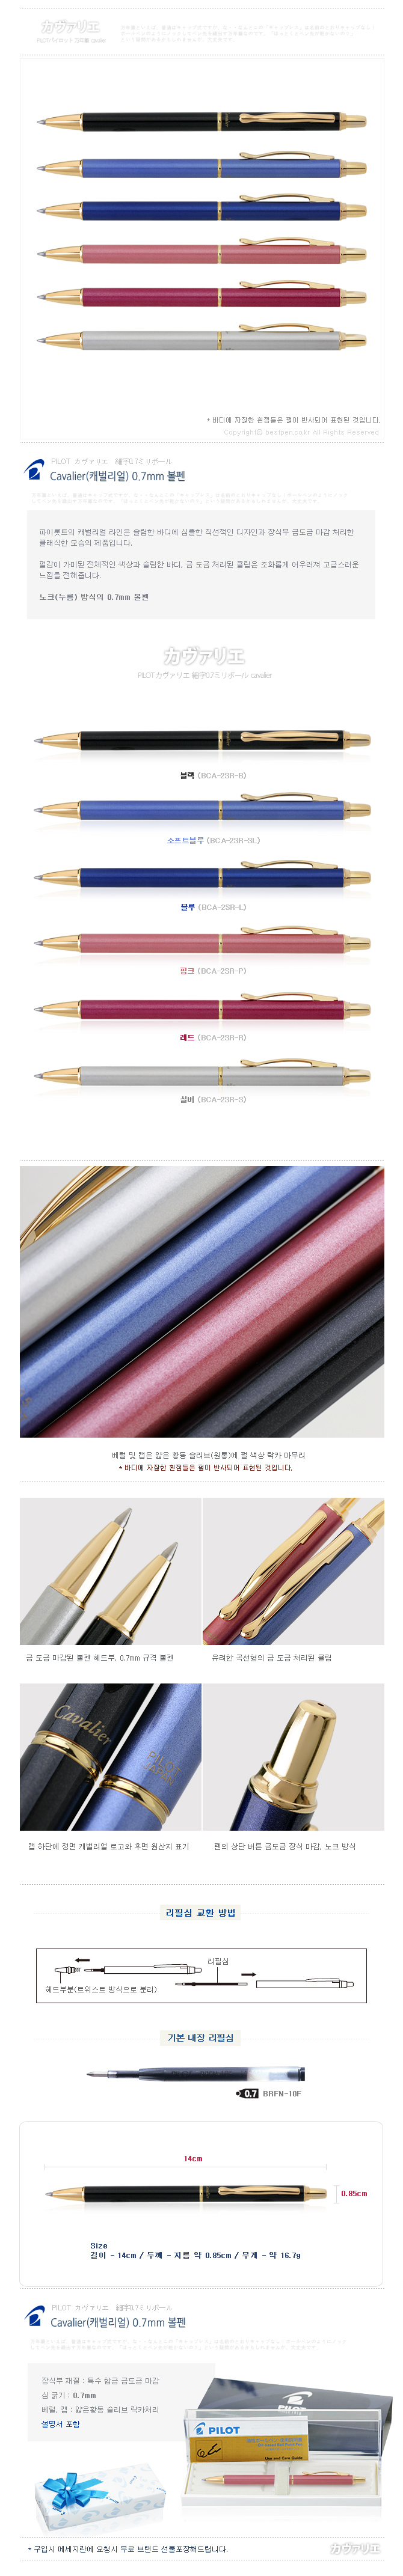 カヴァリエ
* 바디에 자잘한 흰점들은 펄이 반사되어 표현된 것입니다.
Copyright© bestpen.co.kr All Rights Reserved.
PILOT カヴァリエ 細字0.7ミリボール
Cavalier(캐벌리얼) 0.7mm 볼펜
파이롯트의 캐벌리얼 라인은 슬림한 바디에 심플한 직선적인 디자인과 장식부 금도금 마감 처리한
클래식한 모습의 제품입니다.
펄감이 가미된 전체적인 색상과 슬림한 바디, 금 도금 처리된 클립은 조화롭게 어우러져 고급스러운
느낌을 전해줍니다.
노크(누름) 방식의 0.7mm 볼펜
カヴァリエ
PILOT カヴァリエ 細字0.7ミリボール cavalier
블랙 (BCA-2SR-B)
소프트블루 (BCA-2SR-SL)
블루 (BCA-2SR-L)
핑크 (BCA-2SR-P)
레드 (BCA-2SR-R)
실버 (BCA-2SR-S)
베럴 및 캡은 얇은 황동 슬리브(원통)에 펄 색상 락카 마무리
* 바디에 자잘한 흰점들은 펄이 반사되어 표현된 것입니다.
금 도금 마감된 볼펜 헤드부, 0.7mm 규격 볼펜
유려한 곡선형의 금 도금 처리된 클립
Cavalier
PILOT
JAPAN
캡 하단에 정면 캐벌리얼 로고와 후면 원산지 표기
펜의 상단 버튼 금도금 장식 마감, 노크 방식
리필심 교환 방법
리필심
헤드부분(트위스트 방식으로 분리)
기본 내장 리필심
0.7 BRFN-10F
14cm
0.85cm
Size
길이 - 14cm / 두께 - 지름 약 0.85cm / 무게 - 약 16.7g
PILOT カヴァリエ 細字0.7ミリボール
Cavalier(캐벌리얼) 0.7mm 볼펜
장식부 재질 : 특수 합금 금도금 마감
심 굵기 : 0.7mm
베럴, 캡 : 얇은황동 슬리브 락카처리
설명서 포함
PILOT
Use and Care Guide
* 구입시 메세지란에 요청시 무료 브랜드 선물포장해드립니다.
カヴァリエ